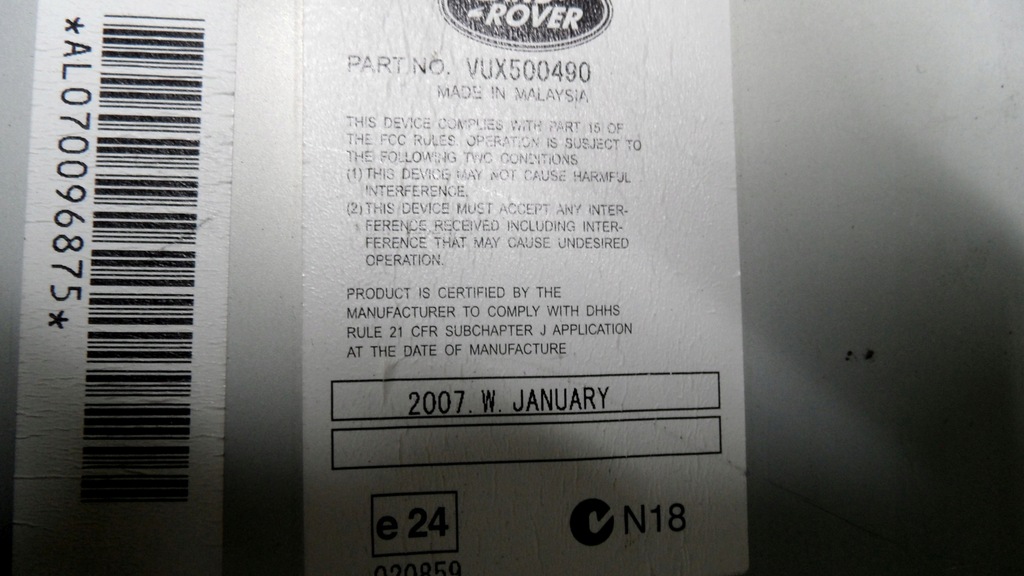 *AL070096875*
-ROVER
PART NO. VUX500490
MADE IN MALAYSIA
THIS DEVICE COMPLIES WITH PART 15 OF
THE FCC RULES. OPERATION IS SUBJECT TO
THE FOLLOWING TWO CONDITIONS
(1) THIS DEVICE MAY NOT CAUSE HARMFUL
INTERFERENCE.
(2) THIS DEVICE MUST ACCEPT ANY INTER-
FERENCE RECEIVED INCLUDING INTER-
FERENCE THAT MAY CAUSE UNDESIRED
OPERATION.
PRODUCT IS CERTIFIED BY THE
MANUFACTURER TO COMPLY WITH DHHS
RULE 21 CFR SUBCHAPTER J APPLICATION
AT THE DATE OF MANUFACTURE
2007. W. JANUARY
e 24
N18
020859